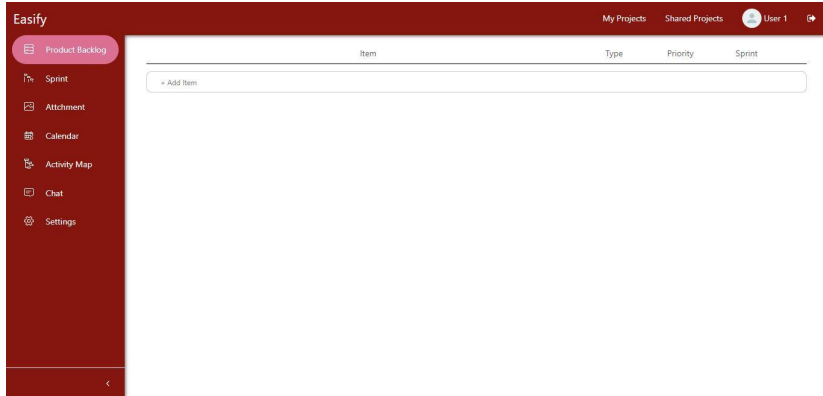 Easify
My Projects Shared Projects User 1
Product Backlog
Sprint
Attchment
Calendar
Activity Map
Chat
Settings
Item Type Priority Sprint
+ Add Item